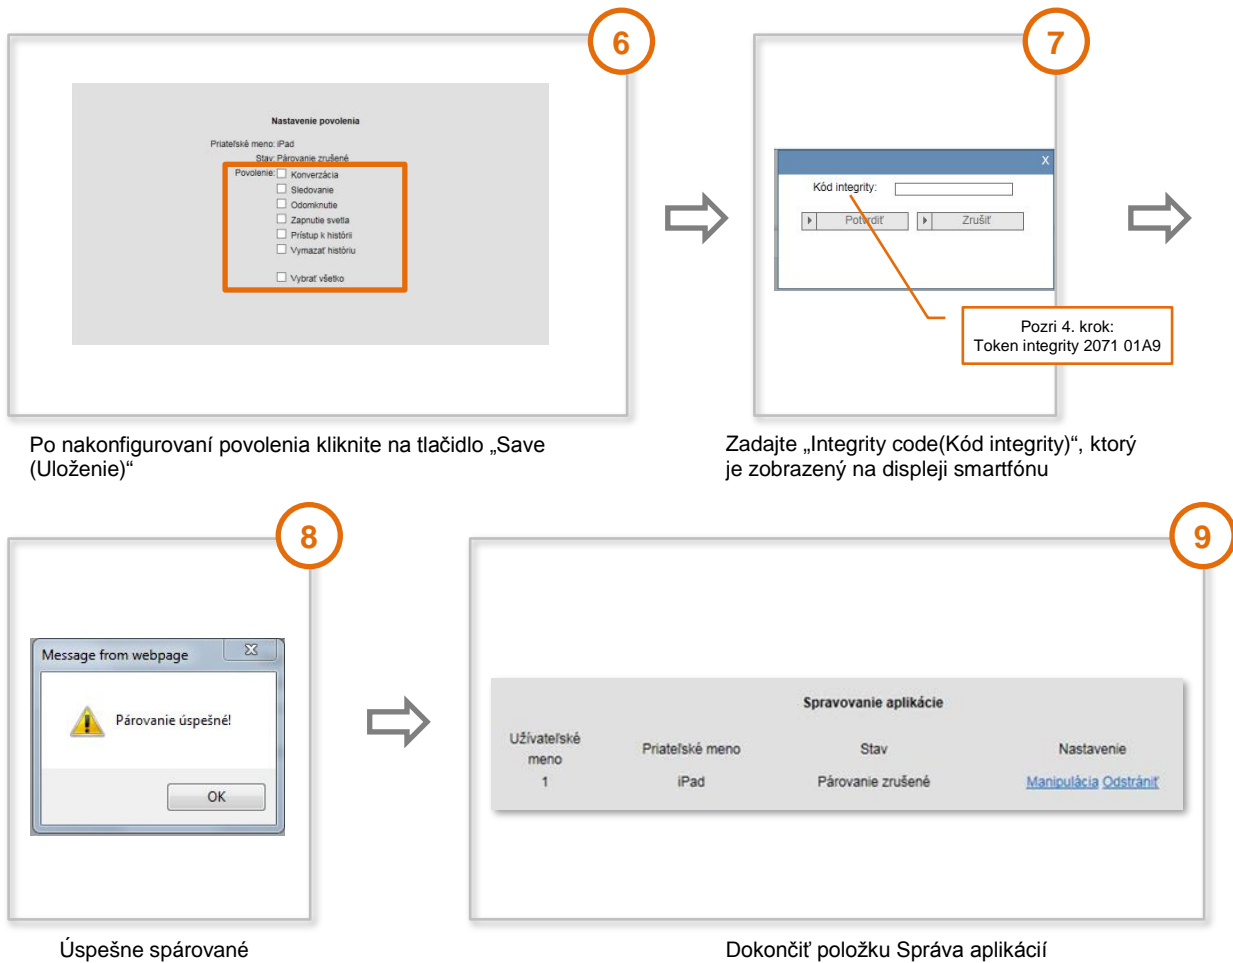 6
Nastavenie povolenia
Priateľské meno: iPad
Stav: Párovanie zrušené
Povolenie: Konverzácia
Sledovanie
Odomknutie
Zapnutie svetla
Prístup k histórii
Vymazať históriu
Vybrať všetko
Po nakonfigurovaní povolenia kliknite na tlačidlo „Save
(Uloženie)“
7
X
Kód integrity:
Potvrdiť Zrušiť
Pozri 4. krok:
Token integrity 2071 01A9
Zadajte „Integrity code(Kód integrity)“, ktorý
je zobrazený na displeji smartfónu
8
Message from webpage
Párovanie úspešné!
OK
Úspešne spárované
9
Spravovanie aplikácie
Užívateľské
meno Priateľské meno Stav Nastavenie
1 iPad Párovanie zrušené Manipulácia Odstrániť
Dokončiť položku Správa aplikácií